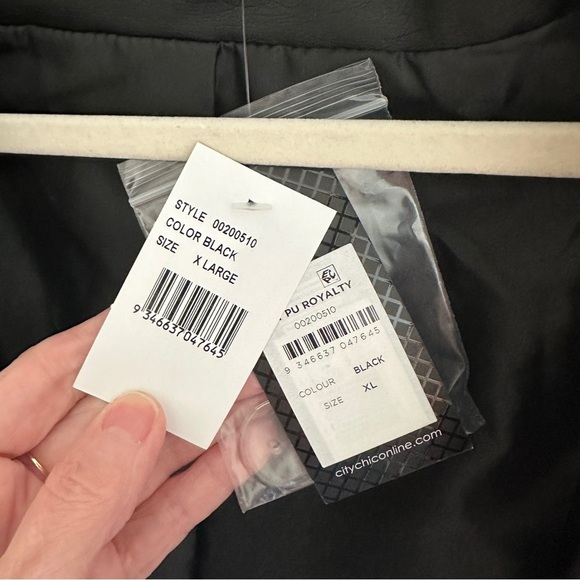 STYLE 00200510
COLOR BLACK
SIZE X LARGE
9 346637 047645
PU ROYALTY
00200510
9 346637 047645
COLOUR BLACK
SIZE XL
citychiconline.com